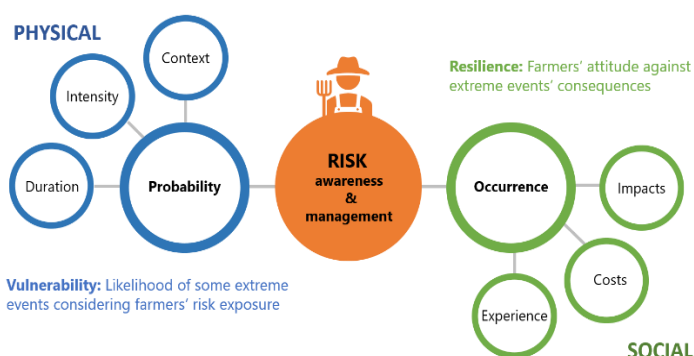 PHYSICAL
Context
Intensity
Duration
Probability
Vulnerability: Likelihood of some extreme
events considering farmers' risk exposure
RISK
awareness
&
management
Resilience: Farmers' attitude against
extreme events' consequences
Occurrence
Impacts
Costs
Experience
SOCIAL